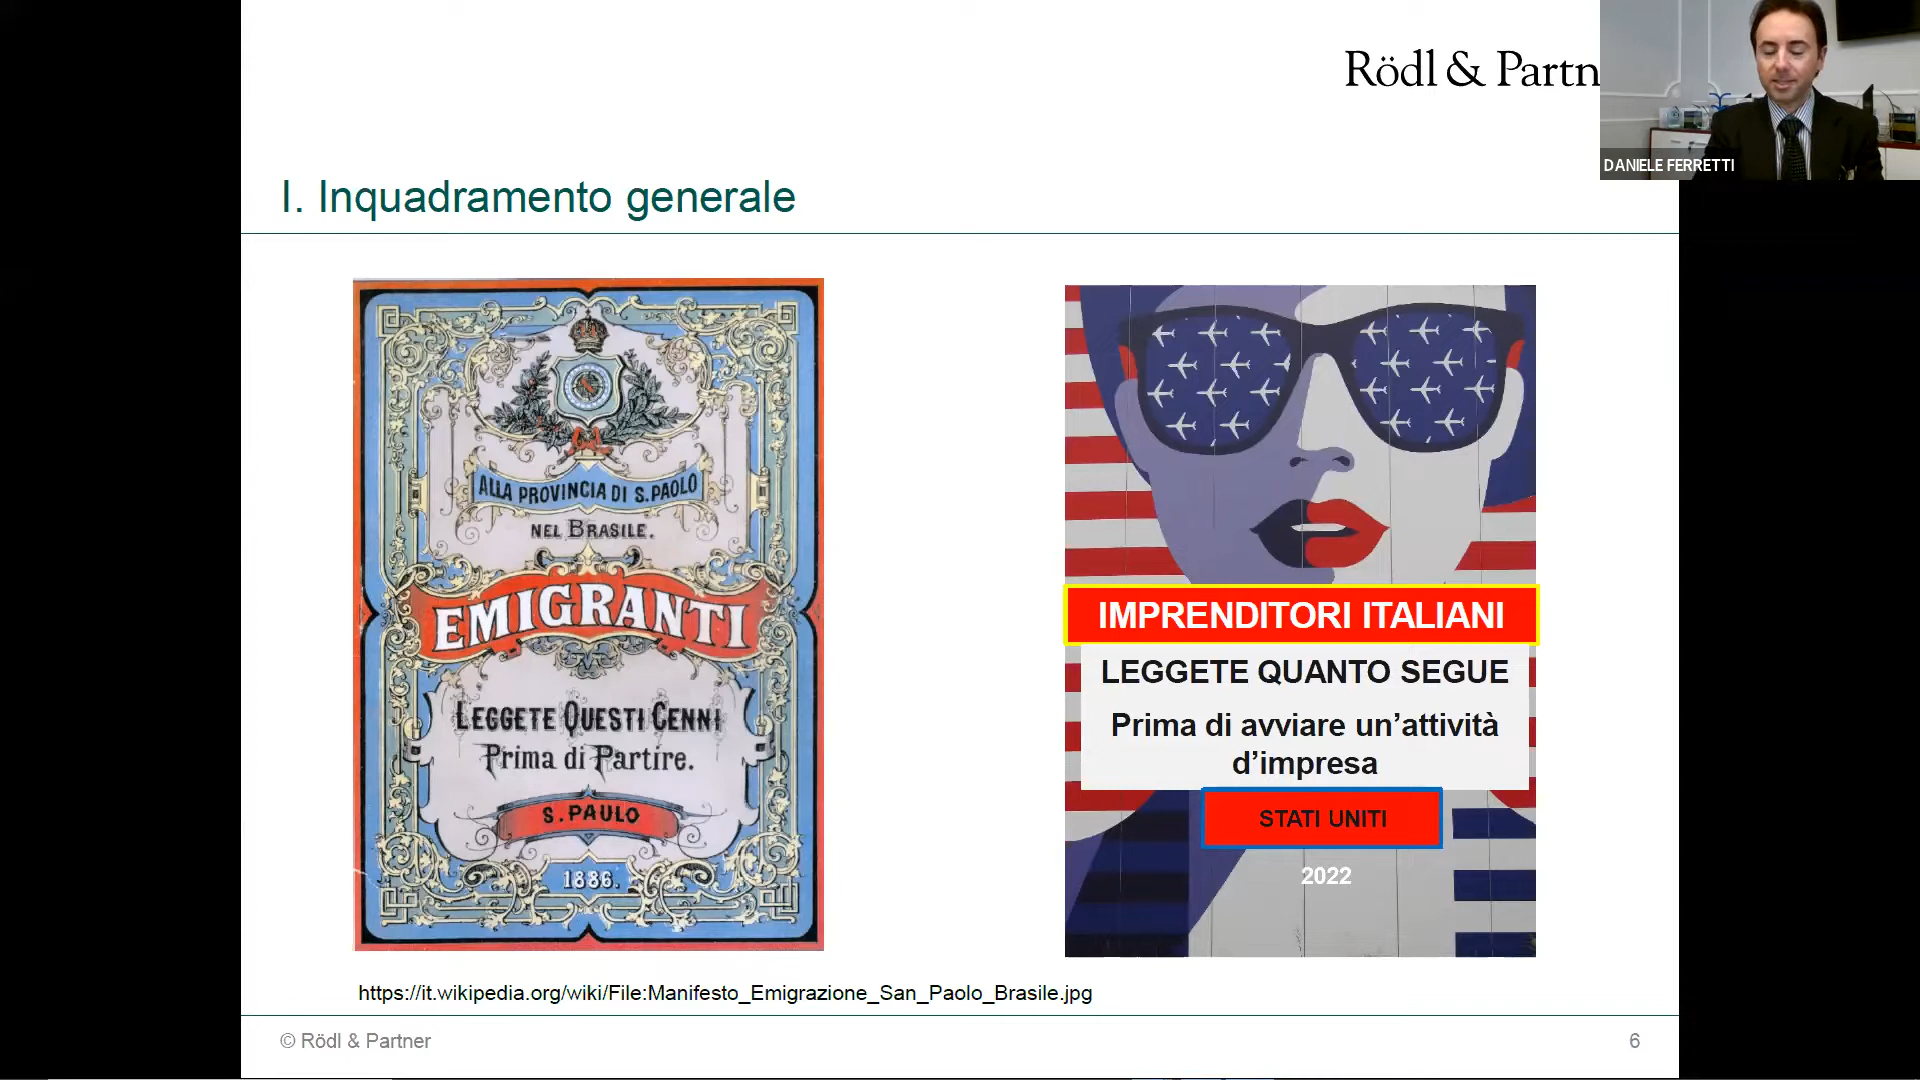 Rödl & Partn
DANIELE FERRETTI
I. Inquadramento generale
ALLA PROVINCIA DI S. PAOLO
NEL BRASILE.
EMIGRANTI
LEGGETE QUESTI CENNI
Prima di Partire.
S. PAULO
1886.
IMPRENDITORI ITALIANI
LEGGETE QUANTO SEGUE
Prima di avviare un’attività
d’impresa
STATI UNITI
2022
https://it.wikipedia.org/wiki/File:Manifesto_Emigrazione_San_Paolo_Brasile.jpg
© Rödl & Partner
6